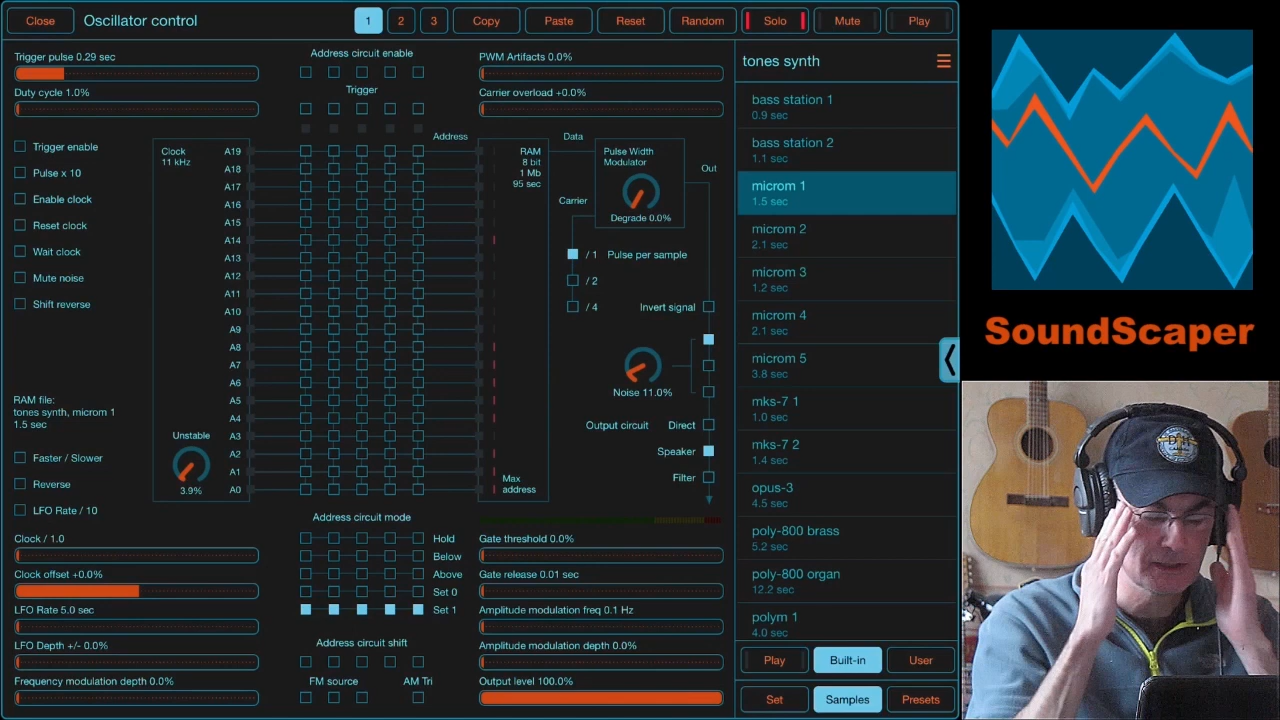 Close
Oscillator control
1
2
3
Copy
Paste
Reset
Random
Solo
Mute
Play
Trigger pulse 0.29 sec
Duty cycle 1.0%
Trigger enable
Pulse x 10
Enable clock
Reset clock
Wait clock
Mute noise
Shift reverse
RAM file:
tones synth, microm 1
1.5 sec
Faster / Slower
Reverse
LFO Rate / 10
Clock / 1.0
Clock offset +0.0%
LFO Rate 5.0 sec
LFO Depth +/- 0.0%
Frequency modulation depth 0.0%
Clock
11 kHz
Unstable
3.9%
A19
A18
A17
A16
A15
A14
A13
A12
A11
A10
A9
A8
A7
A6
A5
A4
A3
A2
A1
A0
Address circuit enable
Trigger
Address
Address circuit mode
Hold
Below
Above
Set 0
Set 1
Address circuit shift
FM source
AM Tri
PWM Artifacts 0.0%
Carrier overload +0.0%
RAM
8 bit
1 Mb
95 sec
Max
address
Data
Pulse Width
Modulator
Degrade 0.0%
Out
Carrier
/ 1 Pulse per sample
/ 2
/ 4
Invert signal
Noise 11.0%
Output circuit Direct
Speaker
Filter
Gate threshold 0.0%
Gate release 0.01 sec
Amplitude modulation freq 0.1 Hz
Amplitude modulation depth 0.0%
Output level 100.0%
tones synth
bass station 1
0.9 sec
bass station 2
1.1 sec
microm 1
1.5 sec
microm 2
2.1 sec
microm 3
1.2 sec
microm 4
2.1 sec
microm 5
3.8 sec
mks-7 1
1.0 sec
mks-7 2
1.4 sec
opus-3
4.5 sec
poly-800 brass
5.2 sec
poly-800 organ
12.2 sec
polym 1
4.0 sec
Play
Built-in
User
Set
Samples
Presets
SoundScaper